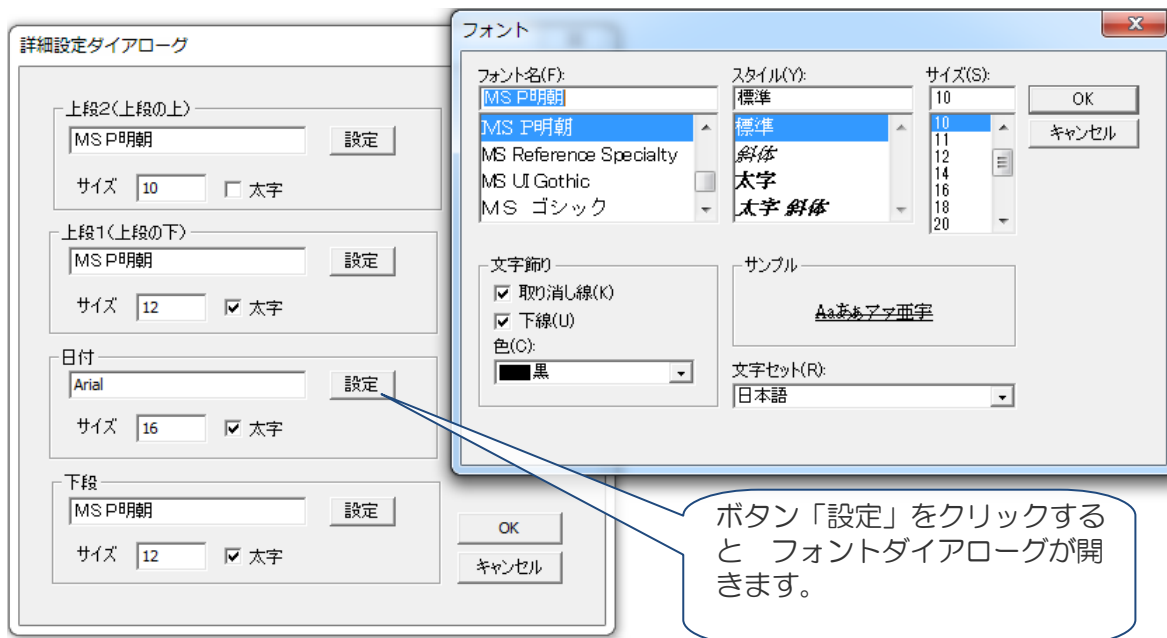 詳細設定ダイアローグ
上段2(上段の上)
MS P明朝
設定
サイズ 10 太字
上段1(上段の下)
MS P明朝
設定
サイズ 12 太字
日付
Arial
設定
サイズ 16 太字
下段
MS P明朝
設定
サイズ 12 太字
OK
キャンセル
フォント
フォント名(F):
MS P明朝
MS P明朝
MS Reference Specialty
MS UI Gothic
MS ゴシック
スタイル(Y):
標準
標準
斜体
太字
太字 斜体
サイズ(S):
10
10
11
12
14
16
18
20
OK
キャンセル
文字飾り
取り消し線(K)
下線(U)
色(C):
黒
サンプル
Aaあぁアァ亜宇
文字セット(R):
日本語
ボタン「設定」をクリックする
と　フォントダイアローグが開
きます。